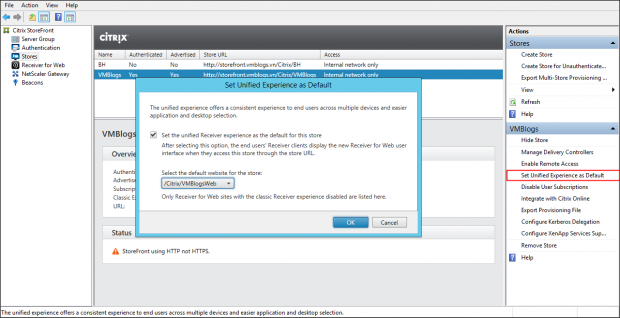 File Action View Help
Citrix StoreFront
Server Group
Authentication
Stores
Receiver for Web
NetScaler Gateway
Beacons
CITRIX
Name Authenticated Advertised Store URL Access
BH No No http://storefront.vmblogs.vn/Citrix/BH Internal network only
VMBlogs Yes Yes http://storefront.vmblogs.vn/Citrix/VMBlogs Internal network only
Set Unified Experience as Default
The unified experience offers a consistent experience to end users across multiple devices and easier
application and desktop selection.
Set the unified Receiver experience as the default for this store
After selecting this option, the end users' Receiver clients display the new Receiver for Web user
interface when they access this store through the store URL.
Select the default website for the store:
/Citrix/VMBlogsWeb
Only Receiver for Web sites with the classic Receiver experience disabled are listed here.
OK Cancel
VMBlogs
Overvie
Authentic
Advertise
Subscrip
Classic E
URL:
Status
StoreFront using HTTP not HTTPS.
Actions
Stores
Create Store
Create Store for Unauthenticate...
Export Multi-Store Provisioning ...
View
Refresh
Help
VMBlogs
Hide Store
Manage Delivery Controllers
Enable Remote Access
Set Unified Experience as Default
Disable User Subscriptions
Integrate with Citrix Online
Export Provisioning File
Configure Kerberos Delegation
Configure XenApp Services Sup...
Remove Store
Help
The unified experience offers a consistent experience to end users across multiple devices and easier application and desktop selection.